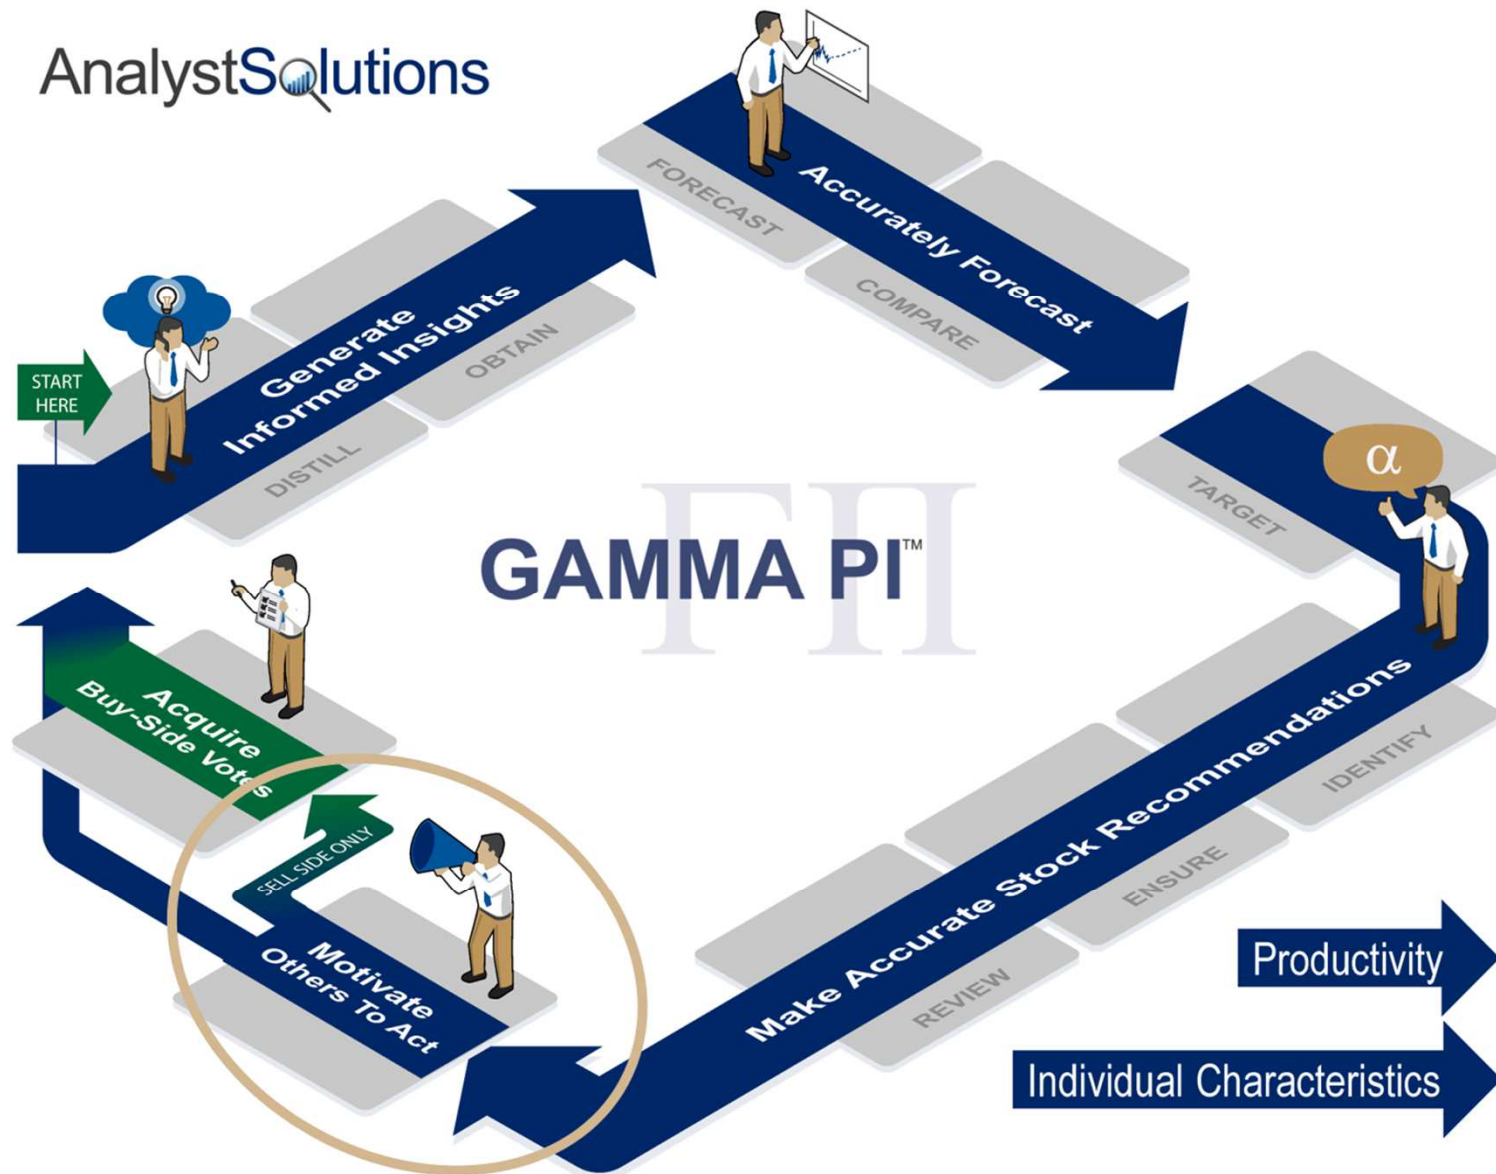 AnalystSolutions
START
HERE
Generate
Informed Insights
DISTILL
OBTAIN
FORECAST
COMPARE
Accurately Forecast
TARGET
α
ΓΠ
GAMMA PI™
IDENTIFY
ENSURE
REVIEW
Make Accurate Stock Recommendations
Motivate
Others To Act
SELL SIDE ONLY
Acquire
Buy-Side Votes
Productivity
Individual Characteristics